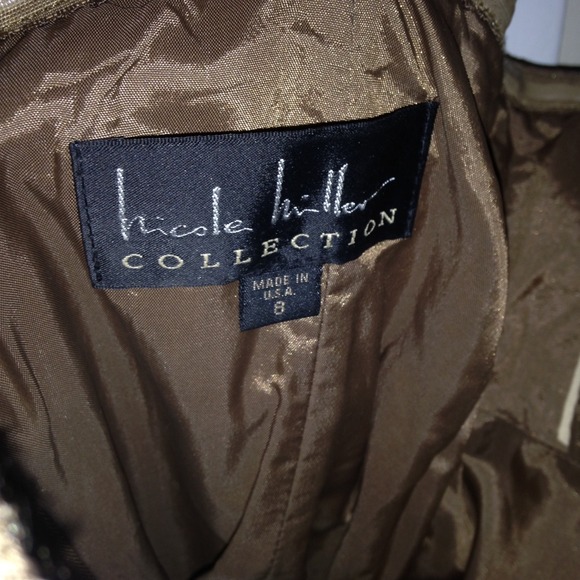 nicole miller
COLLECTION
MADE IN
U.S.A.
8